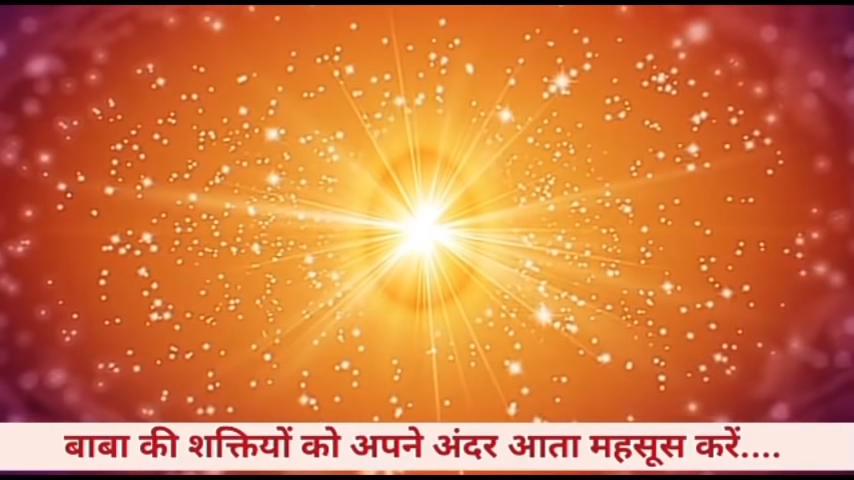 बाबा की शक्तियों को अपने अंदर आता महसूस करें....